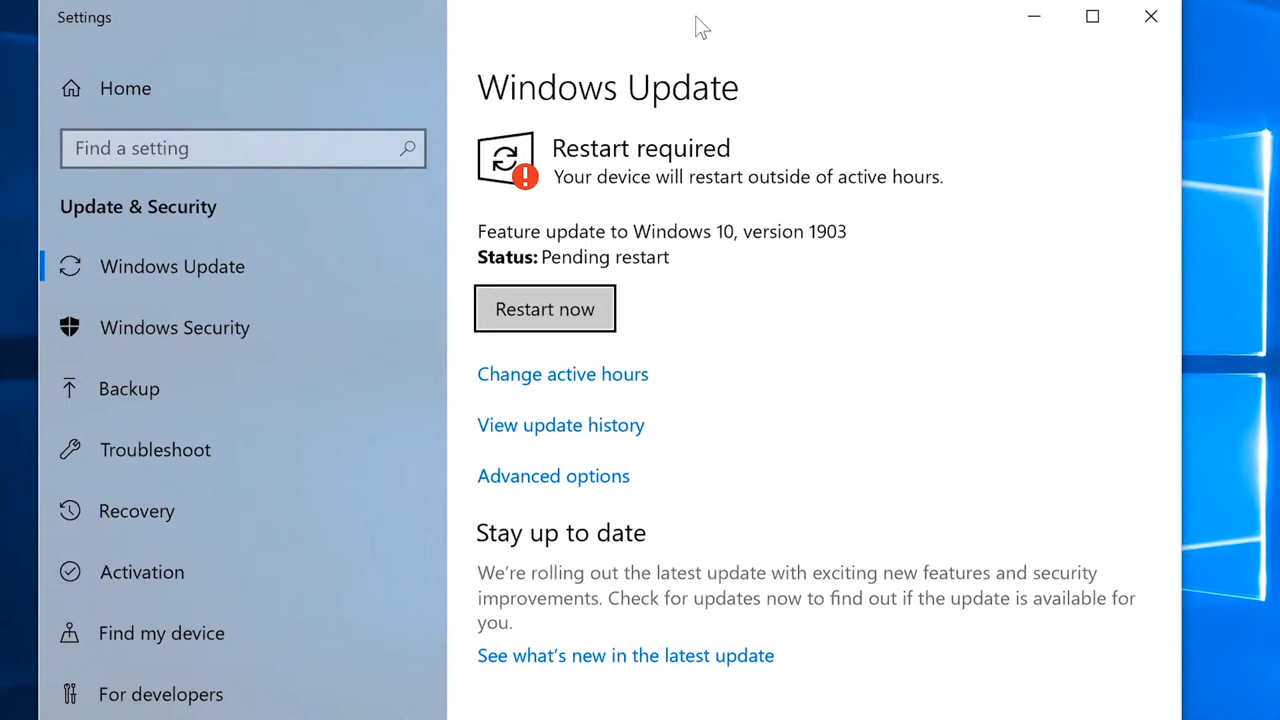 Settings
Home
Find a setting
Update & Security
Windows Update
Windows Security
Backup
Troubleshoot
Recovery
Activation
Find my device
For developers
Windows Update
Restart required
Your device will restart outside of active hours.
Feature update to Windows 10, version 1903
Status: Pending restart
Restart now
Change active hours
View update history
Advanced options
Stay up to date
We're rolling out the latest update with exciting new features and security
improvements. Check for updates now to find out if the update is available for
you.
See what's new in the latest update